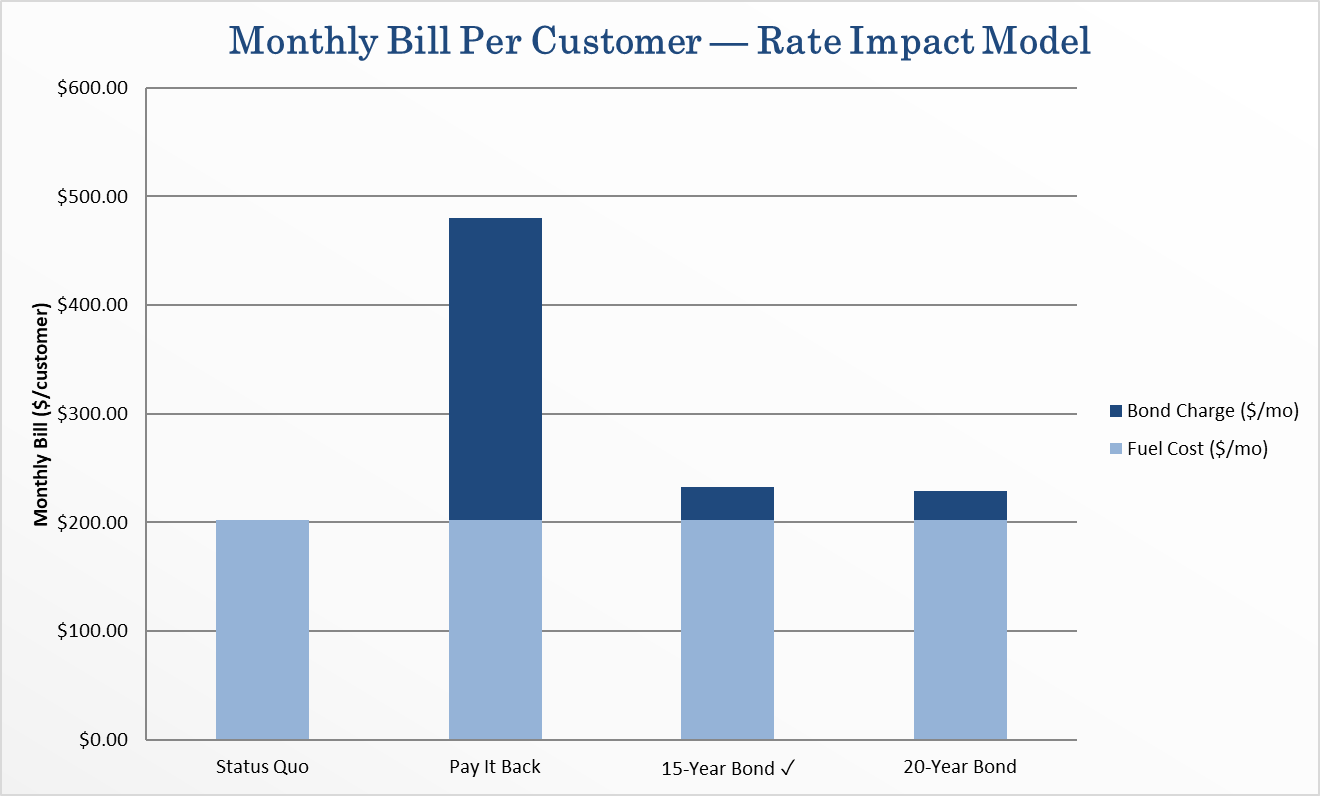 Monthly Bill Per Customer — Rate Impact Model
$600.00
$500.00
$400.00
$300.00
$200.00
$100.00
$0.00
Monthly Bill ($/customer)
Status Quo
Pay It Back
15-Year Bond ✓
20-Year Bond
Bond Charge ($/mo)
Fuel Cost ($/mo)